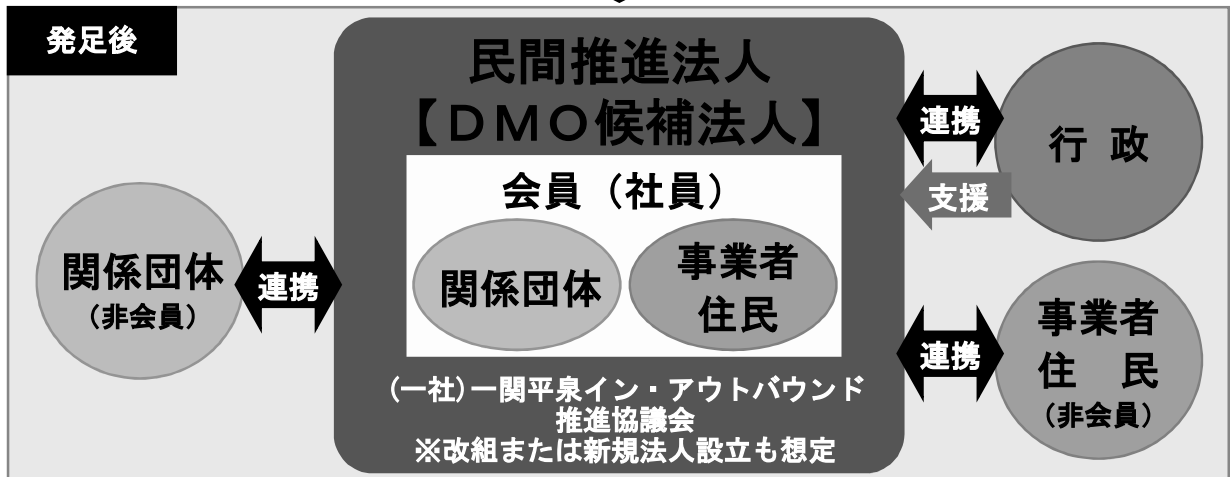 発足後
民間推進法人
【DMO候補法人】
会員（社員）
関係団体
事業者
住民
(一社)一関平泉イン・アウトバウンド
推進協議会
※改組または新規法人設立も想定
関係団体
（非会員）
連携
連携
支援
行 政
連携
事業者
住 民
（非会員）